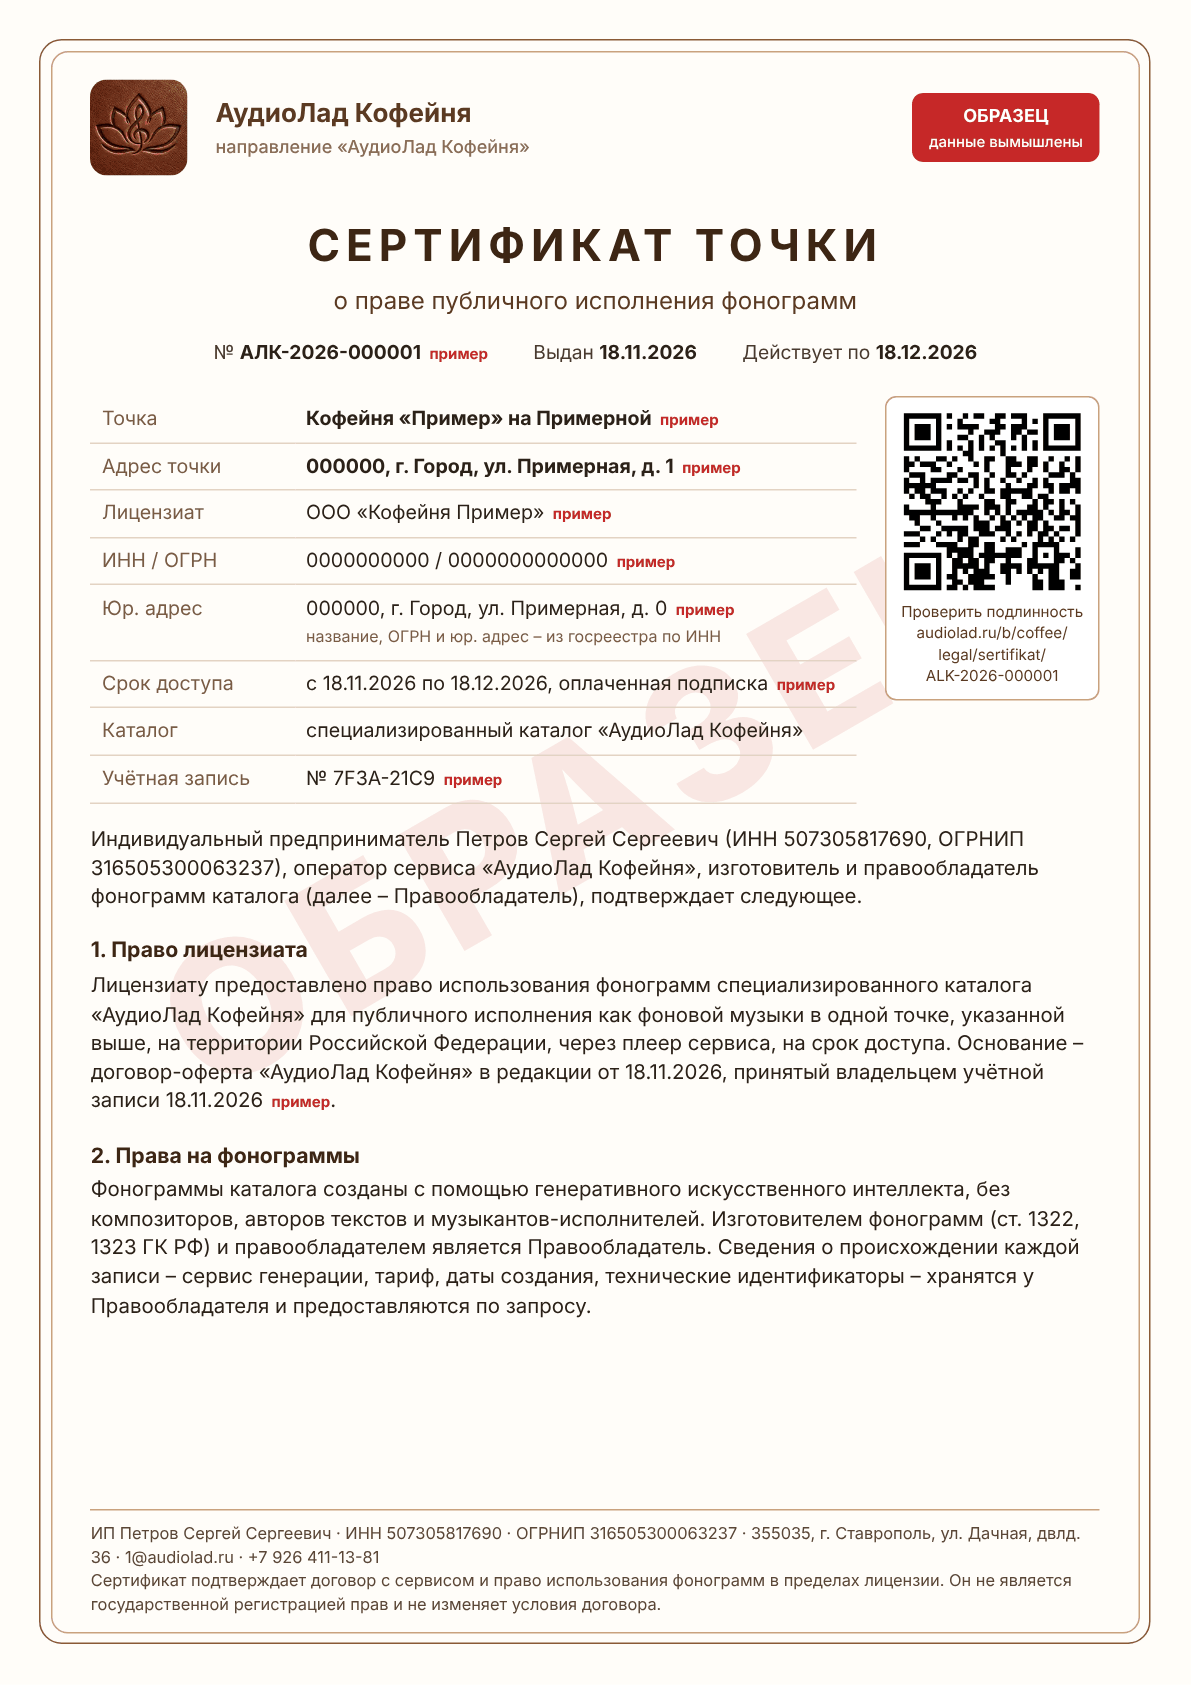 АудиоЛад Кофейня
направление «АудиоЛад Кофейня»
ОБРАЗЕЦ
данные вымышлены
СЕРТИФИКАТ ТОЧКИ
о праве публичного исполнения фонограмм
№ АЛК-2026-000001 пример Выдан 18.11.2026 Действует по 18.12.2026
Точка Кофейня «Пример» на Примерной пример
Адрес точки 000000, г. Город, ул. Примерная, д. 1 пример
Лицензиат ООО «Кофейня Пример» пример
ИНН / ОГРН 0000000000 / 0000000000000 пример
Юр. адрес 000000, г. Город, ул. Примерная, д. 0 пример
название, ОГРН и юр. адрес – из госреестра по ИНН
Срок доступа с 18.11.2026 по 18.12.2026, оплаченная подписка пример
Каталог специализированный каталог «АудиоЛад Кофейня»
Учётная запись № 7F3A-21C9 пример
Проверить подлинность
audiolad.ru/b/coffee/
legal/sertifikat/
ALK-2026-000001
ОБРАЗЕ
Индивидуальный предприниматель Петров Сергей Сергеевич (ИНН 507305817690, ОГРНИП
316505300063237), оператор сервиса «АудиоЛад Кофейня», изготовитель и правообладатель
фонограмм каталога (далее – Правообладатель), подтверждает следующее.
1. Право лицензиата
Лицензиату предоставлено право использования фонограмм специализированного каталога
«АудиоЛад Кофейня» для публичного исполнения как фоновой музыки в одной точке, указанной
выше, на территории Российской Федерации, через плеер сервиса, на срок доступа. Основание –
договор-оферта «АудиоЛад Кофейня» в редакции от 18.11.2026, принятый владельцем учётной
записи 18.11.2026 пример.
2. Права на фонограммы
Фонограммы каталога созданы с помощью генеративного искусственного интеллекта, без
композиторов, авторов текстов и музыкантов-исполнителей. Изготовителем фонограмм (ст. 1322,
1323 ГК РФ) и правообладателем является Правообладатель. Сведения о происхождении каждой
записи – сервис генерации, тариф, даты создания, технические идентификаторы – хранятся у
Правообладателя и предоставляются по запросу.
ИП Петров Сергей Сергеевич · ИНН 507305817690 · ОГРНИП 316505300063237 · 355035, г. Ставрополь, ул. Дачная, двлд.
36 · 1@audiolad.ru · +7 926 411-13-81
Сертификат подтверждает договор с сервисом и право использования фонограмм в пределах лицензии. Он не является
государственной регистрацией прав и не изменяет условия договора.